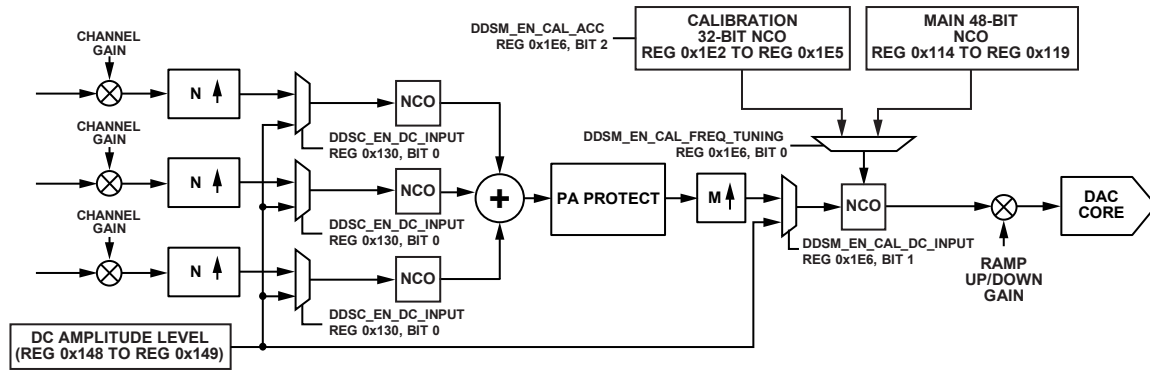 CHANNEL
GAIN
N
DDSC_EN_DC_INPUT
REG 0x130, BIT 0
NCO
CHANNEL
GAIN
N
DDSC_EN_DC_INPUT
REG 0x130, BIT 0
NCO
CHANNEL
GAIN
N
DDSC_EN_DC_INPUT
REG 0x130, BIT 0
NCO
DC AMPLITUDE LEVEL
(REG 0x148 TO REG 0x149)
+
PA PROTECT
M
DDSM_EN_CAL_ACC
REG 0x1E6, BIT 2
CALIBRATION
32-BIT NCO
REG 0x1E2 TO REG 0x1E5
MAIN 48-BIT
NCO
REG 0x114 TO REG 0x119
DDSM_EN_CAL_FREQ_TUNING
REG 0x1E6, BIT 0
NCO
DDSM_EN_CAL_DC_INPUT
REG 0x1E6, BIT 1
RAMP
UP/DOWN
GAIN
DAC
CORE